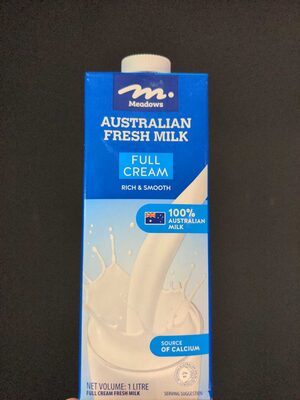 m.
Meadows
AUSTRALIAN
FRESH MILK
FULL
CREAM
RICH & SMOOTH
100%
AUSTRALIAN
MILK
SOURCE
OF CALCIUM
NET VOLUME: 1 LITRE
FULL CREAM FRESH MILK
SERVING SUGGESTION